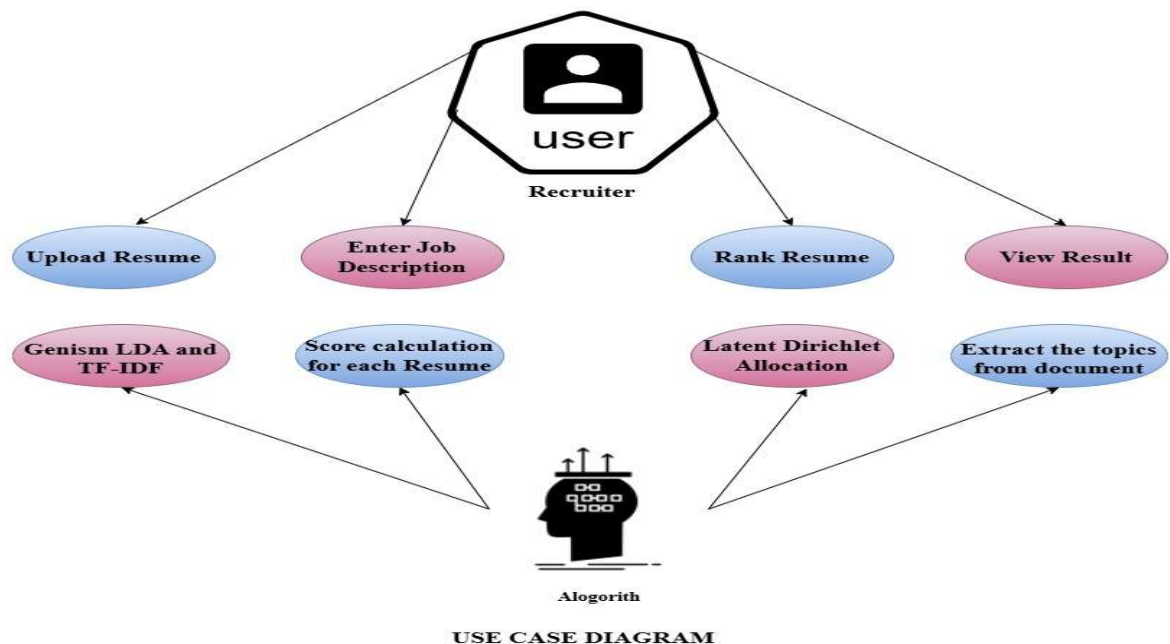 user
Recruiter
Upload Resume
Enter Job
Description
Rank Resume
View Result
Genism LDA and
TF-IDF
Score calculation
for each Resume
Latent Dirichlet
Allocation
Extract the topics
from document
Alogorith
USE CASE DIAGRAM